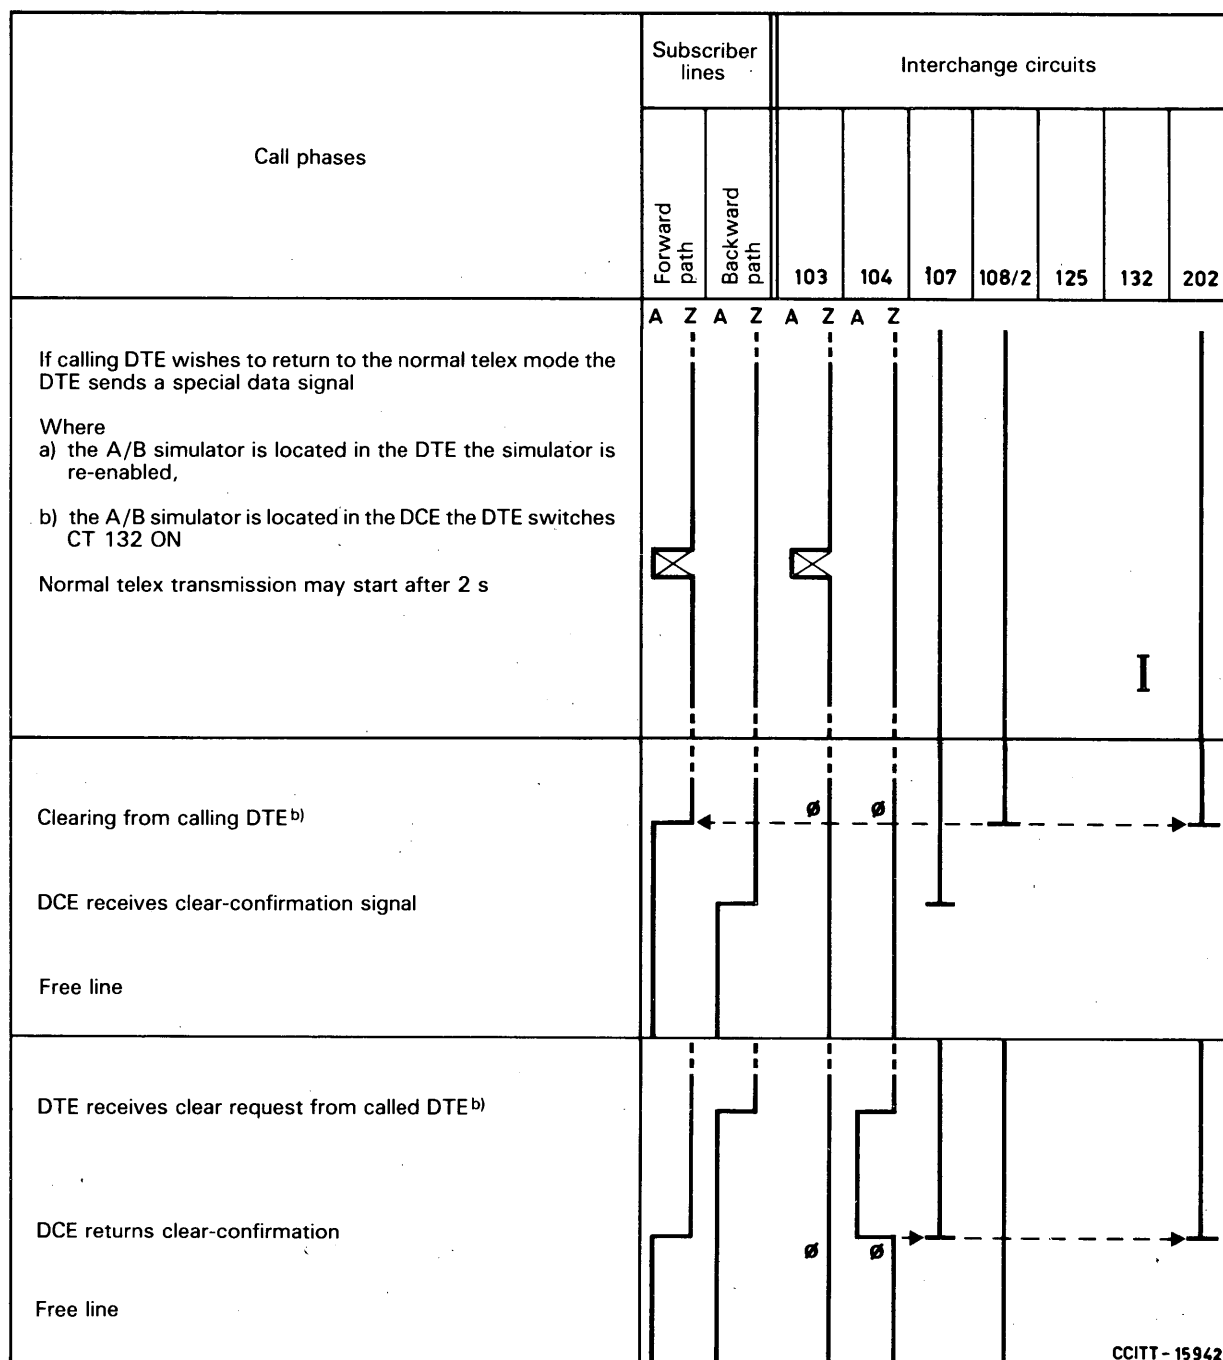 Call phases
Subscriber
lines
Interchange circuits
Forward
path
Backward
path
103
104
107
108/2
125
132
202
A Z A Z A Z A Z
If calling DTE wishes to return to the normal telex mode the
DTE sends a special data signal
Where
a) the A/B simulator is located in the DTE the simulator is
re-enabled,
b) the A/B simulator is located in the DCE the DTE switches
CT 132 ON
Normal telex transmission may start after 2 s
Clearing from calling DTE b)
ø ø
DCE receives clear-confirmation signal
Free line
DTE receives clear request from called DTE b)
DCE returns clear-confirmation
ø ø
Free line
CCITT - 15942